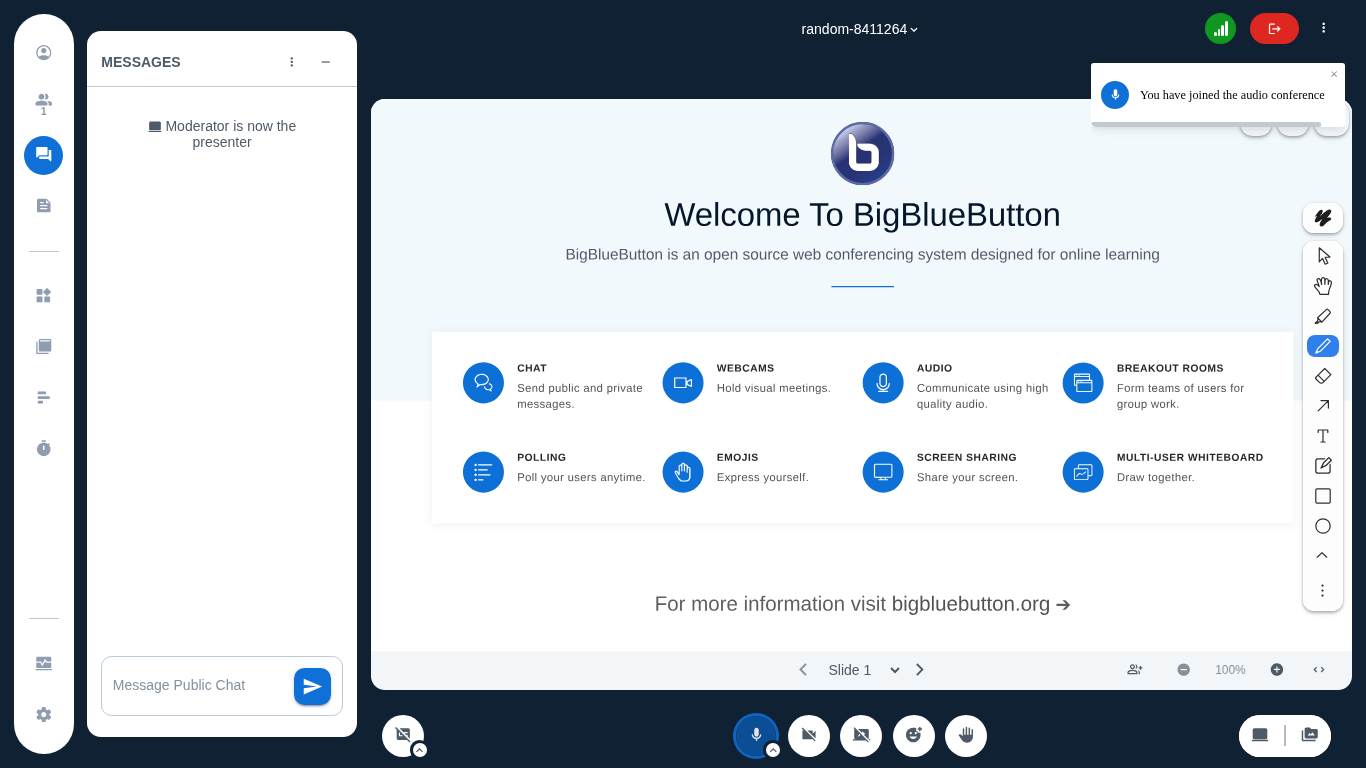 random-8411264
MESSAGES
1
You have joined the audio conference
Moderator is now the
presenter
Welcome To BigBlueButton
BigBlueButton is an open source web conferencing system designed for online learning
CHAT
Send public and private
messages.
WEBCAMS
Hold visual meetings.
AUDIO
Communicate using high
quality audio.
BREAKOUT ROOMS
Form teams of users for
group work.
POLLING
Poll your users anytime.
EMOJIS
Express yourself.
SCREEN SHARING
Share your screen.
MULTI-USER WHITEBOARD
Draw together.
For more information visit bigbluebutton.org ➔
Message Public Chat
Slide 1
100%